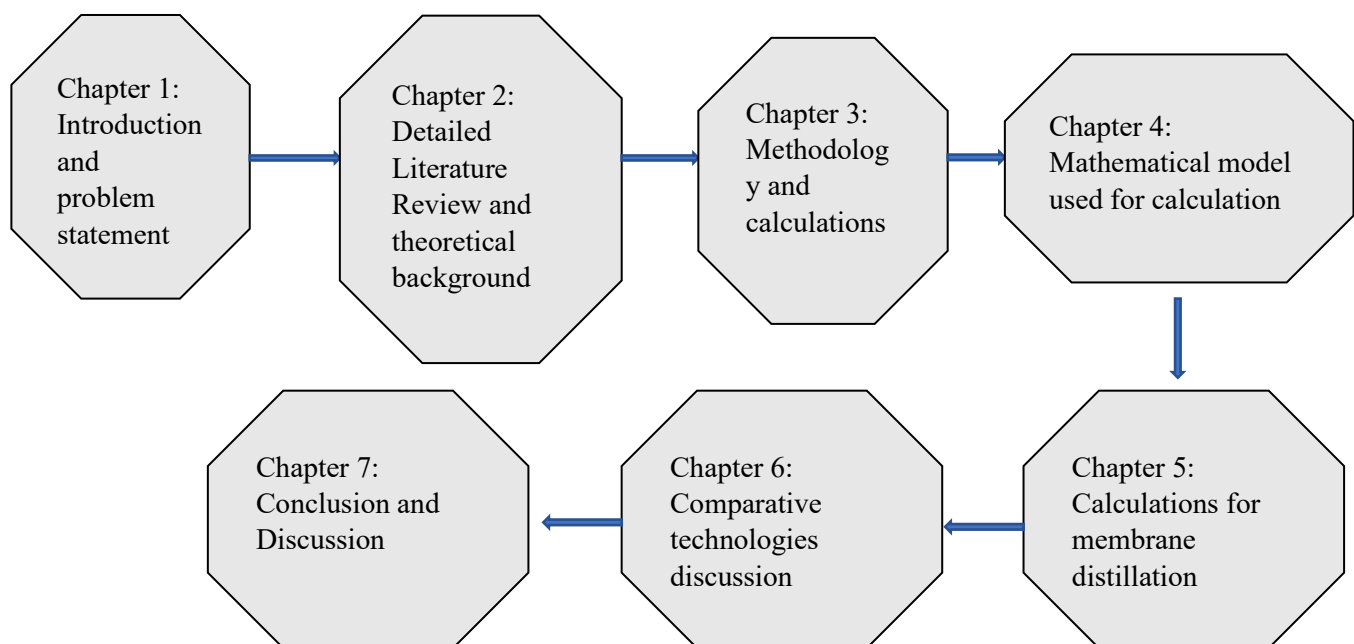 Chapter 1:
Introduction
and
problem
statement
Chapter 2:
Detailed
Literature
Review and
theoretical
background
Chapter 3:
Methodolog
y and
calculations
Chapter 4:
Mathematical model
used for calculation
Chapter 5:
Calculations for
membrane
distillation
Chapter 6:
Comparative
technologies
discussion
Chapter 7:
Conclusion and
Discussion